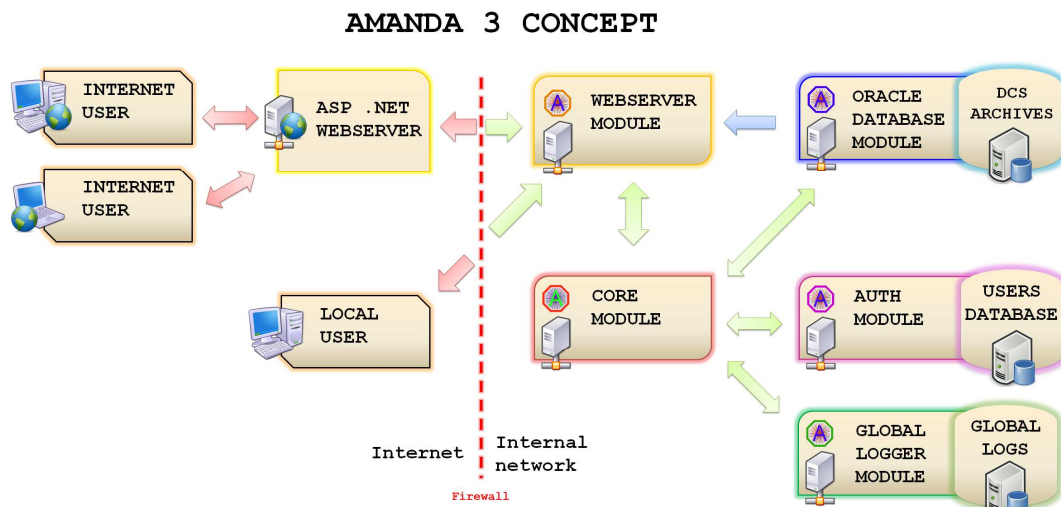 AMANDA 3 CONCEPT
INTERNET
USER
ASP .NET
WEBSERVER
WEBSERVER
MODULE
ORACLE
DATABASE
MODULE
DCS
ARCHIVES
INTERNET
USER
LOCAL
USER
CORE
MODULE
AUTH
MODULE
USERS
DATABASE
GLOBAL
LOGGER
MODULE
GLOBAL
LOGS
Internet
Internal
network
Firewall